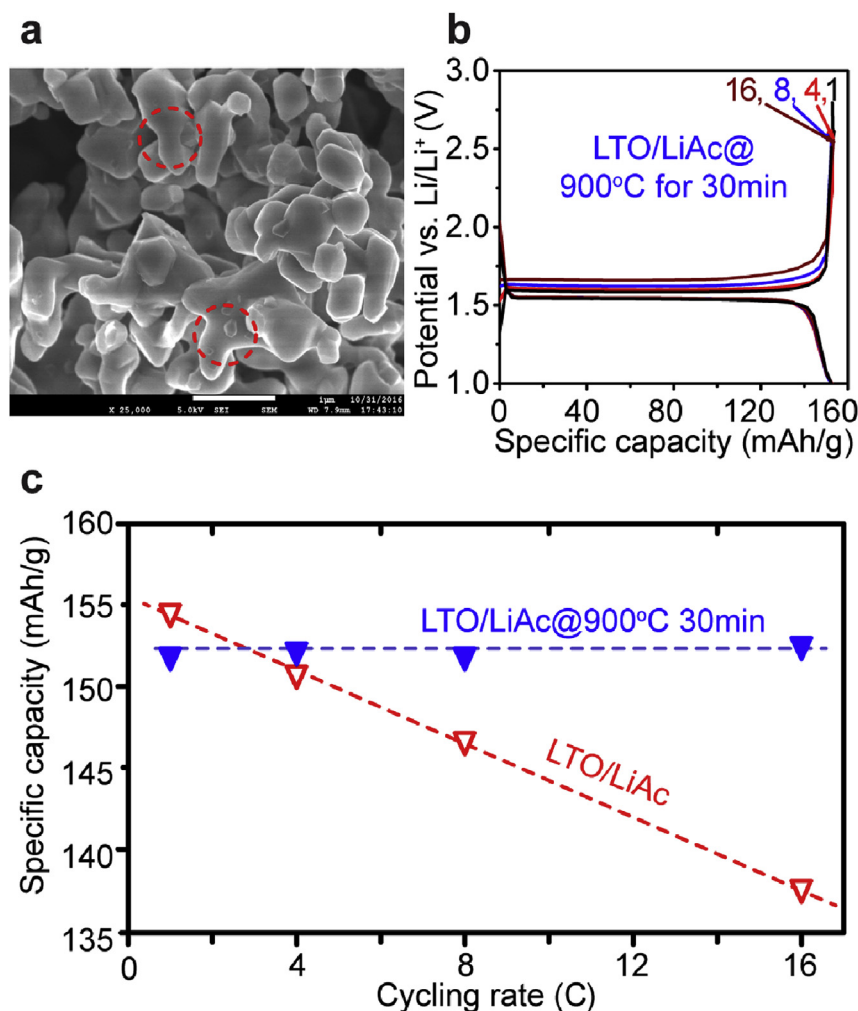 a
1μm 10/31/2016
X 25,000 5.0kV SEI SEM WD 7.9mm 17:43:10
b
3.0
2.5
2.0
1.5
1.0
Potential vs. Li/Li⁺ (V)
16, 8, 4,1
LTO/LiAc@
900°C for 30min
0 40 80 120 160
Specific capacity (mAh/g)
c
160
155
150
145
140
135
Specific capacity (mAh/g)
LTO/LiAc@900°C 30min
LTO/LiAc
0 4 8 12 16
Cycling rate (C)